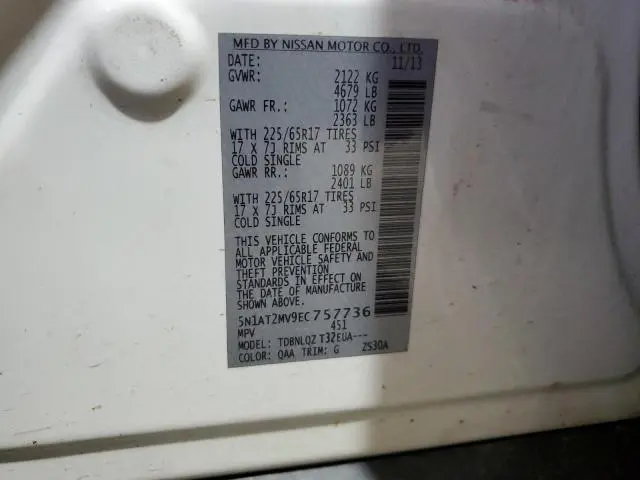 MFD BY NISSAN MOTOR CO., LTD.
DATE: 11/13
GVWR: 2122 KG
4679 LB
GAWR FR.: 1072 KG
2363 LB
WITH 225/65R17 TIRES
17 X 7J RIMS AT 33 PSI
COLD SINGLE
GAWR RR.: 1089 KG
2401 LB
WITH 225/65R17 TIRES
17 X 7J RIMS AT 33 PSI
COLD SINGLE
THIS VEHICLE CONFORMS TO
ALL APPLICABLE FEDERAL
MOTOR VEHICLE SAFETY AND
THEFT PREVENTION
STANDARDS IN EFFECT ON
THE DATE OF MANUFACTURE
SHOWN ABOVE.
5N1AT2MV9EC757736
MPV 451
MODEL: TDBNLQZ T32EUA---
COLOR: QAA TRIM: G ZS30A